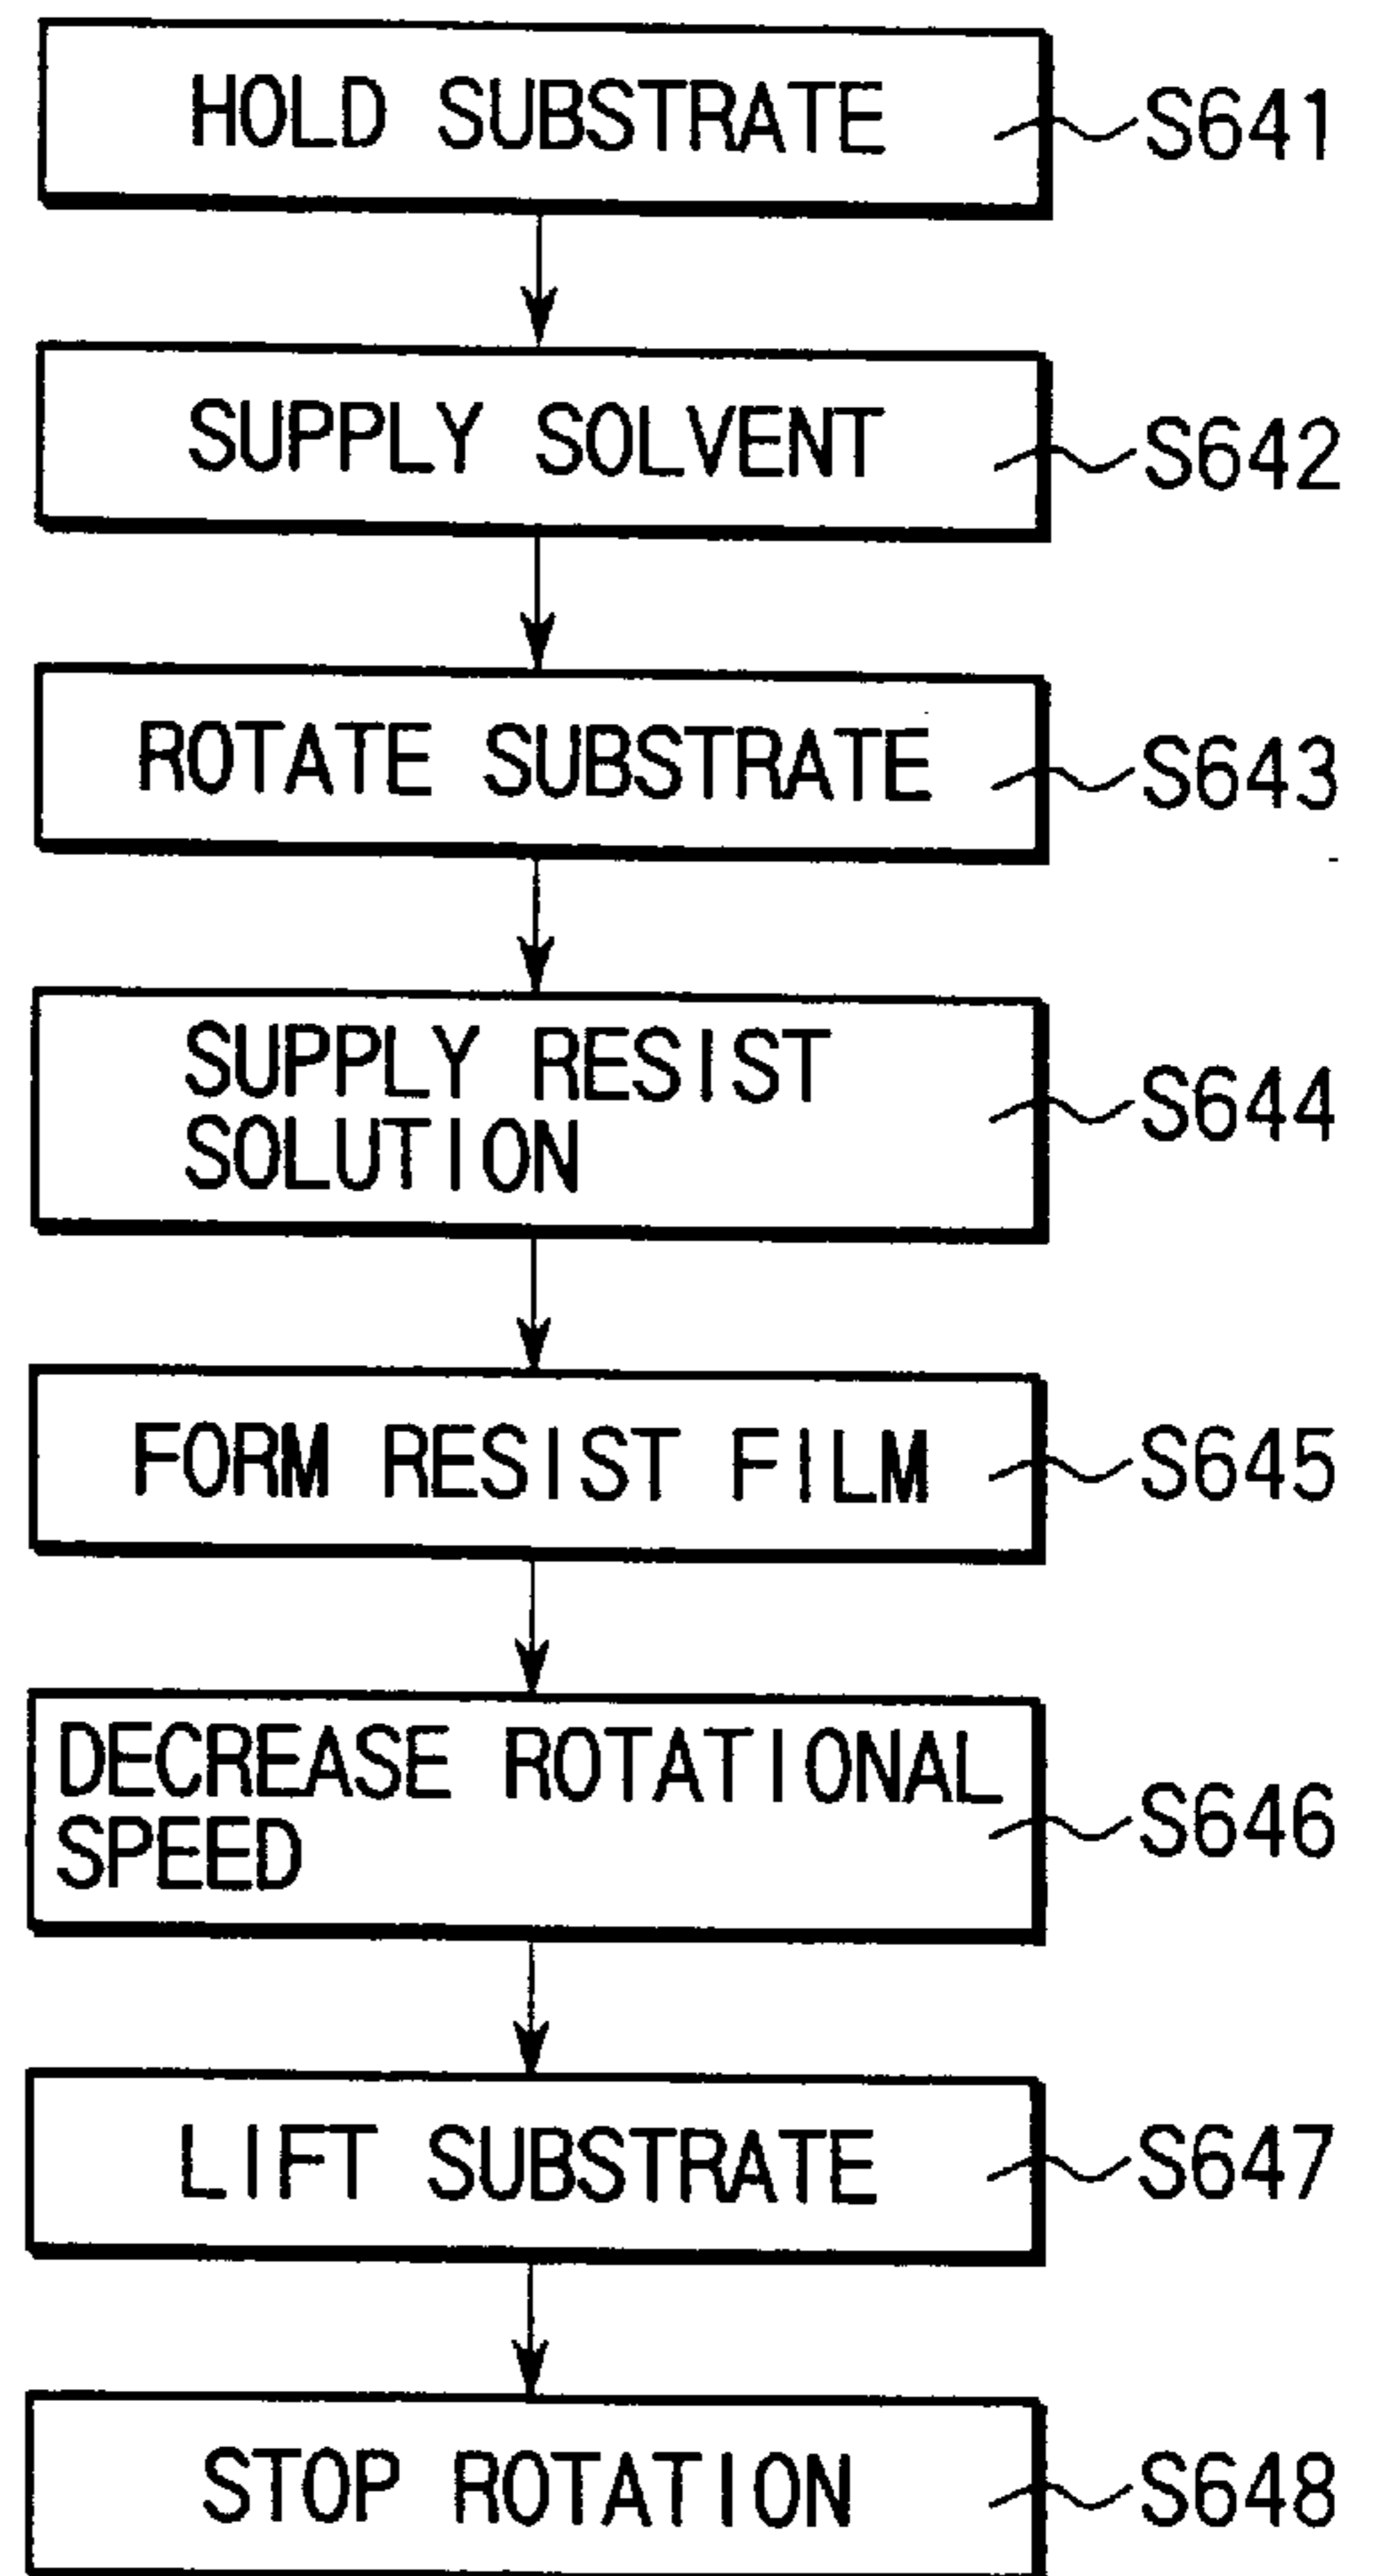 HOLD SUBSTRATE
S641
SUPPLY SOLVENT
S642
ROTATE SUBSTRATE
S643
SUPPLY RESIST
SOLUTION
S644
FORM RESIST FILM
S645
DECREASE ROTATIONAL
SPEED
S646
LIFT SUBSTRATE
S647
STOP ROTATION
S648